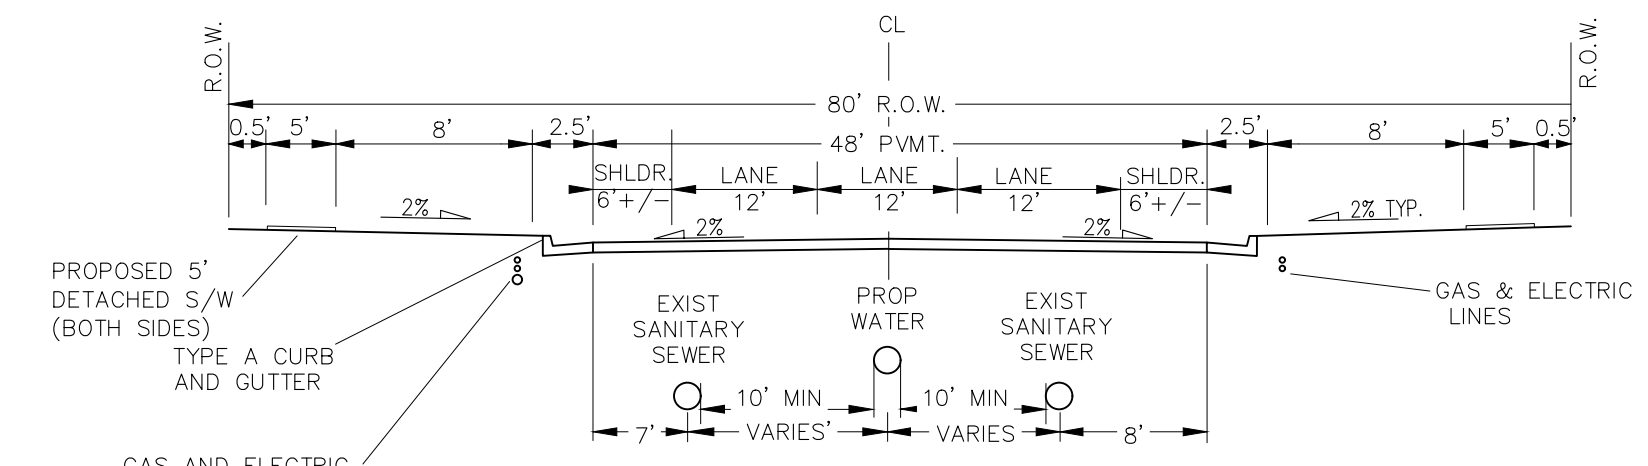 CL
R.O.W.
R.O.W.
80' R.O.W.
0.5'
5'
8'
2.5'
48' PVMT.
2.5'
8'
5'
0.5'
SHLDR.
6'+/-
LANE
12'
LANE
12'
LANE
12'
SHLDR.
6'+/-
2%
2%
2%
2% TYP.
PROPOSED 5'
DETACHED S/W
(BOTH SIDES)
TYPE A CURB
AND GUTTER
EXIST
SANITARY
SEWER
PROP
WATER
EXIST
SANITARY
SEWER
GAS & ELECTRIC
LINES
10' MIN
10' MIN
7'
VARIES'
VARIES
8'
GAS AND ELECTRIC